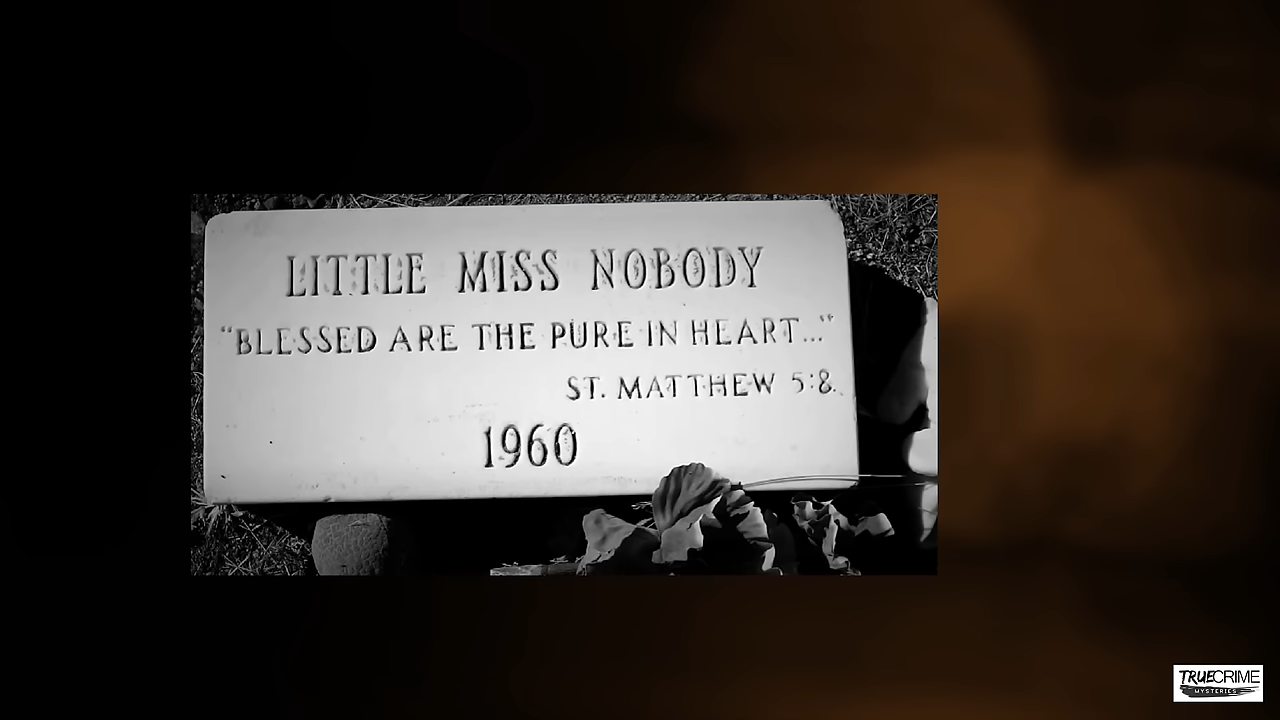 LITTLE MISS NOBODY
"BLESSED ARE THE PURE IN HEART..."
ST. MATTHEW 5:8.
1960
TRUECRIME
MYSTERIES